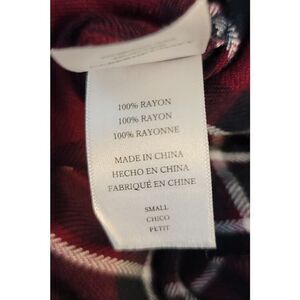 100% RAYON
100% RAYON
100% RAYONNE
MADE IN CHINA
HECHO EN CHINA
FABRIQUÉ EN CHINE
SMALL
CHICO
PETIT